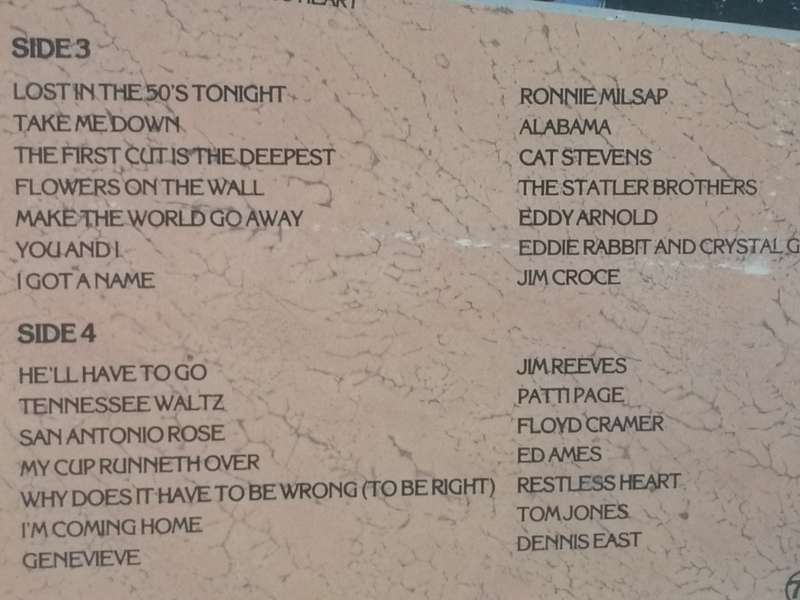 SIDE 3
LOST IN THE 50'S TONIGHT RONNIE MILSAP
TAKE ME DOWN ALABAMA
THE FIRST CUT IS THE DEEPEST CAT STEVENS
FLOWERS ON THE WALL THE STATLER BROTHERS
MAKE THE WORLD GO AWAY EDDY ARNOLD
YOU AND I EDDIE RABBIT AND CRYSTAL G
I GOT A NAME JIM CROCE
SIDE 4
HE'LL HAVE TO GO JIM REEVES
TENNESSEE WALTZ PATTI PAGE
SAN ANTONIO ROSE FLOYD CRAMER
MY CUP RUNNETH OVER ED AMES
WHY DOES IT HAVE TO BE WRONG (TO BE RIGHT) RESTLESS HEART
I'M COMING HOME TOM JONES
GENEVIEVE DENNIS EAST